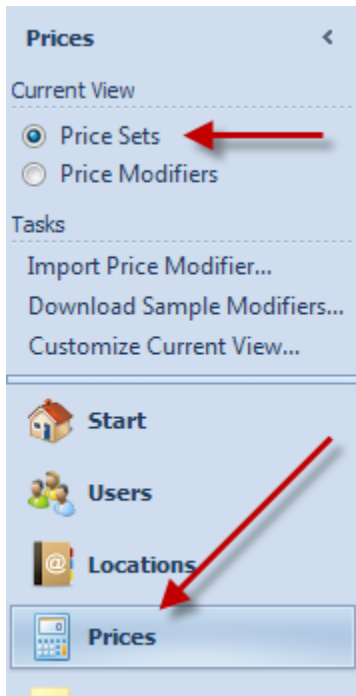 Prices
Current View
Price Sets
Price Modifiers
Tasks
Import Price Modifier...
Download Sample Modifiers...
Customize Current View...
Start
Users
@
Locations
Prices